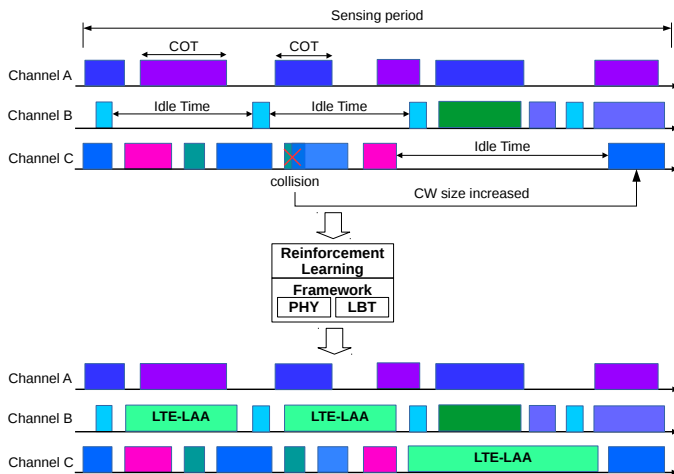 Sensing period
COT
COT
Channel A
Idle Time
Idle Time
Channel B
Idle Time
Channel C
collision
CW size increased
Reinforcement
Learning
Framework
PHY
LBT
Channel A
Channel B
LTE-LAA
LTE-LAA
Channel C
LTE-LAA